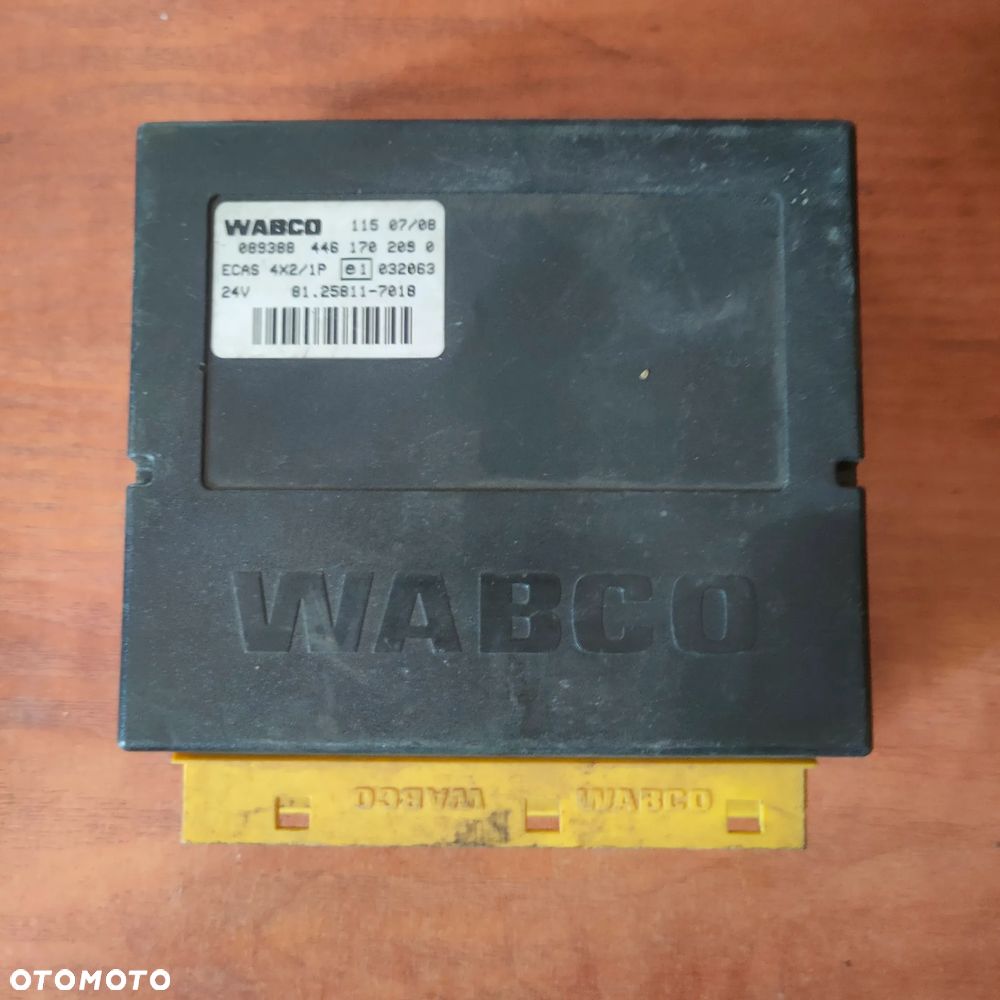 WABCO 115 07/08
089388 446 170 209 0
ECAS 4X2/1P e1 032063
24V 81.25811-7018
WABCO
WABCO WABCO
OTOMOTO